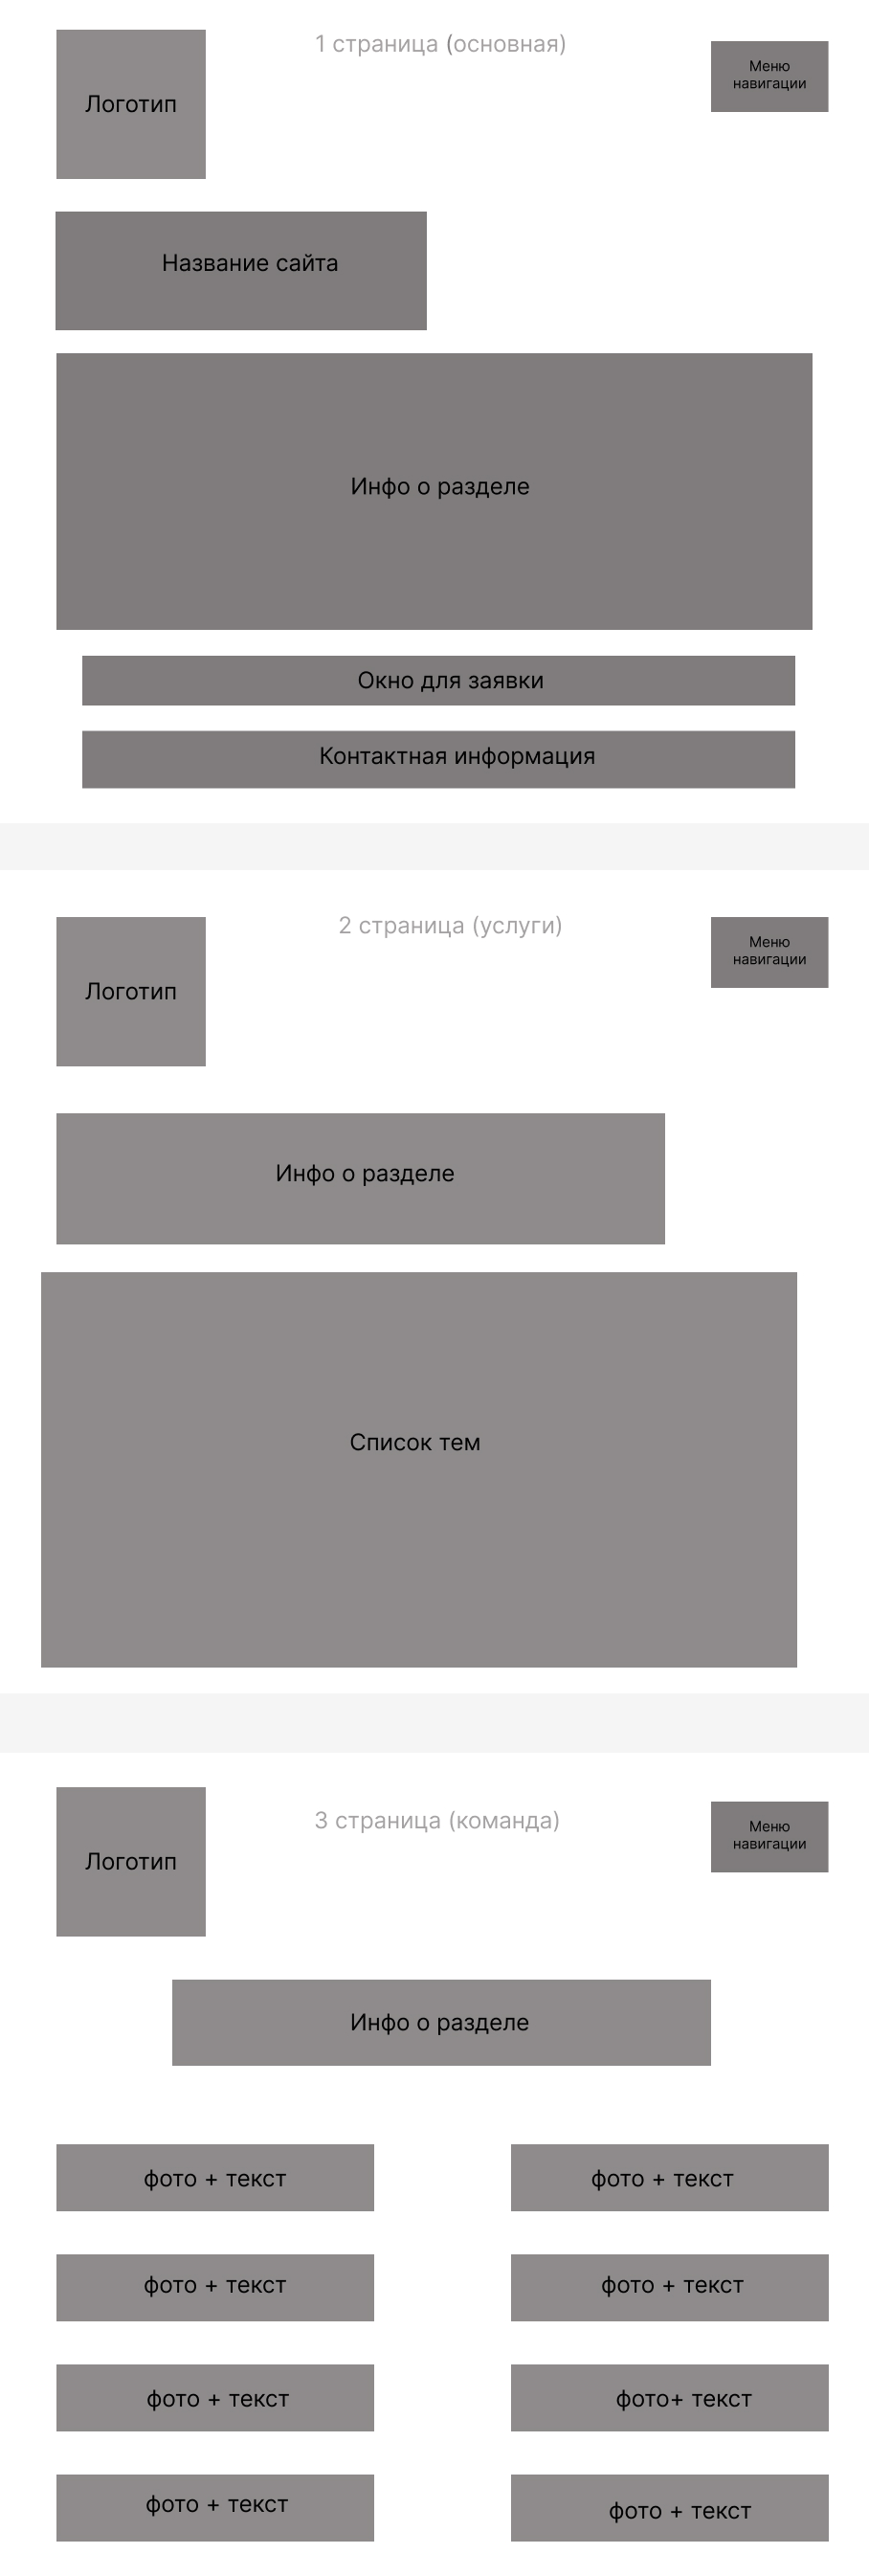 1 страница (основная)
Логотип
Меню
навигации
Название сайта
Инфо о разделе
Окно для заявки
Контактная информация
2 страница (услуги)
Логотип
Меню
навигации
Инфо о разделе
Список тем
3 страница (команда)
Логотип
Меню
навигации
Инфо о разделе
фото + текст
фото + текст
фото + текст
фото + текст
фото + текст
фото+ текст
фото + текст
фото + текст